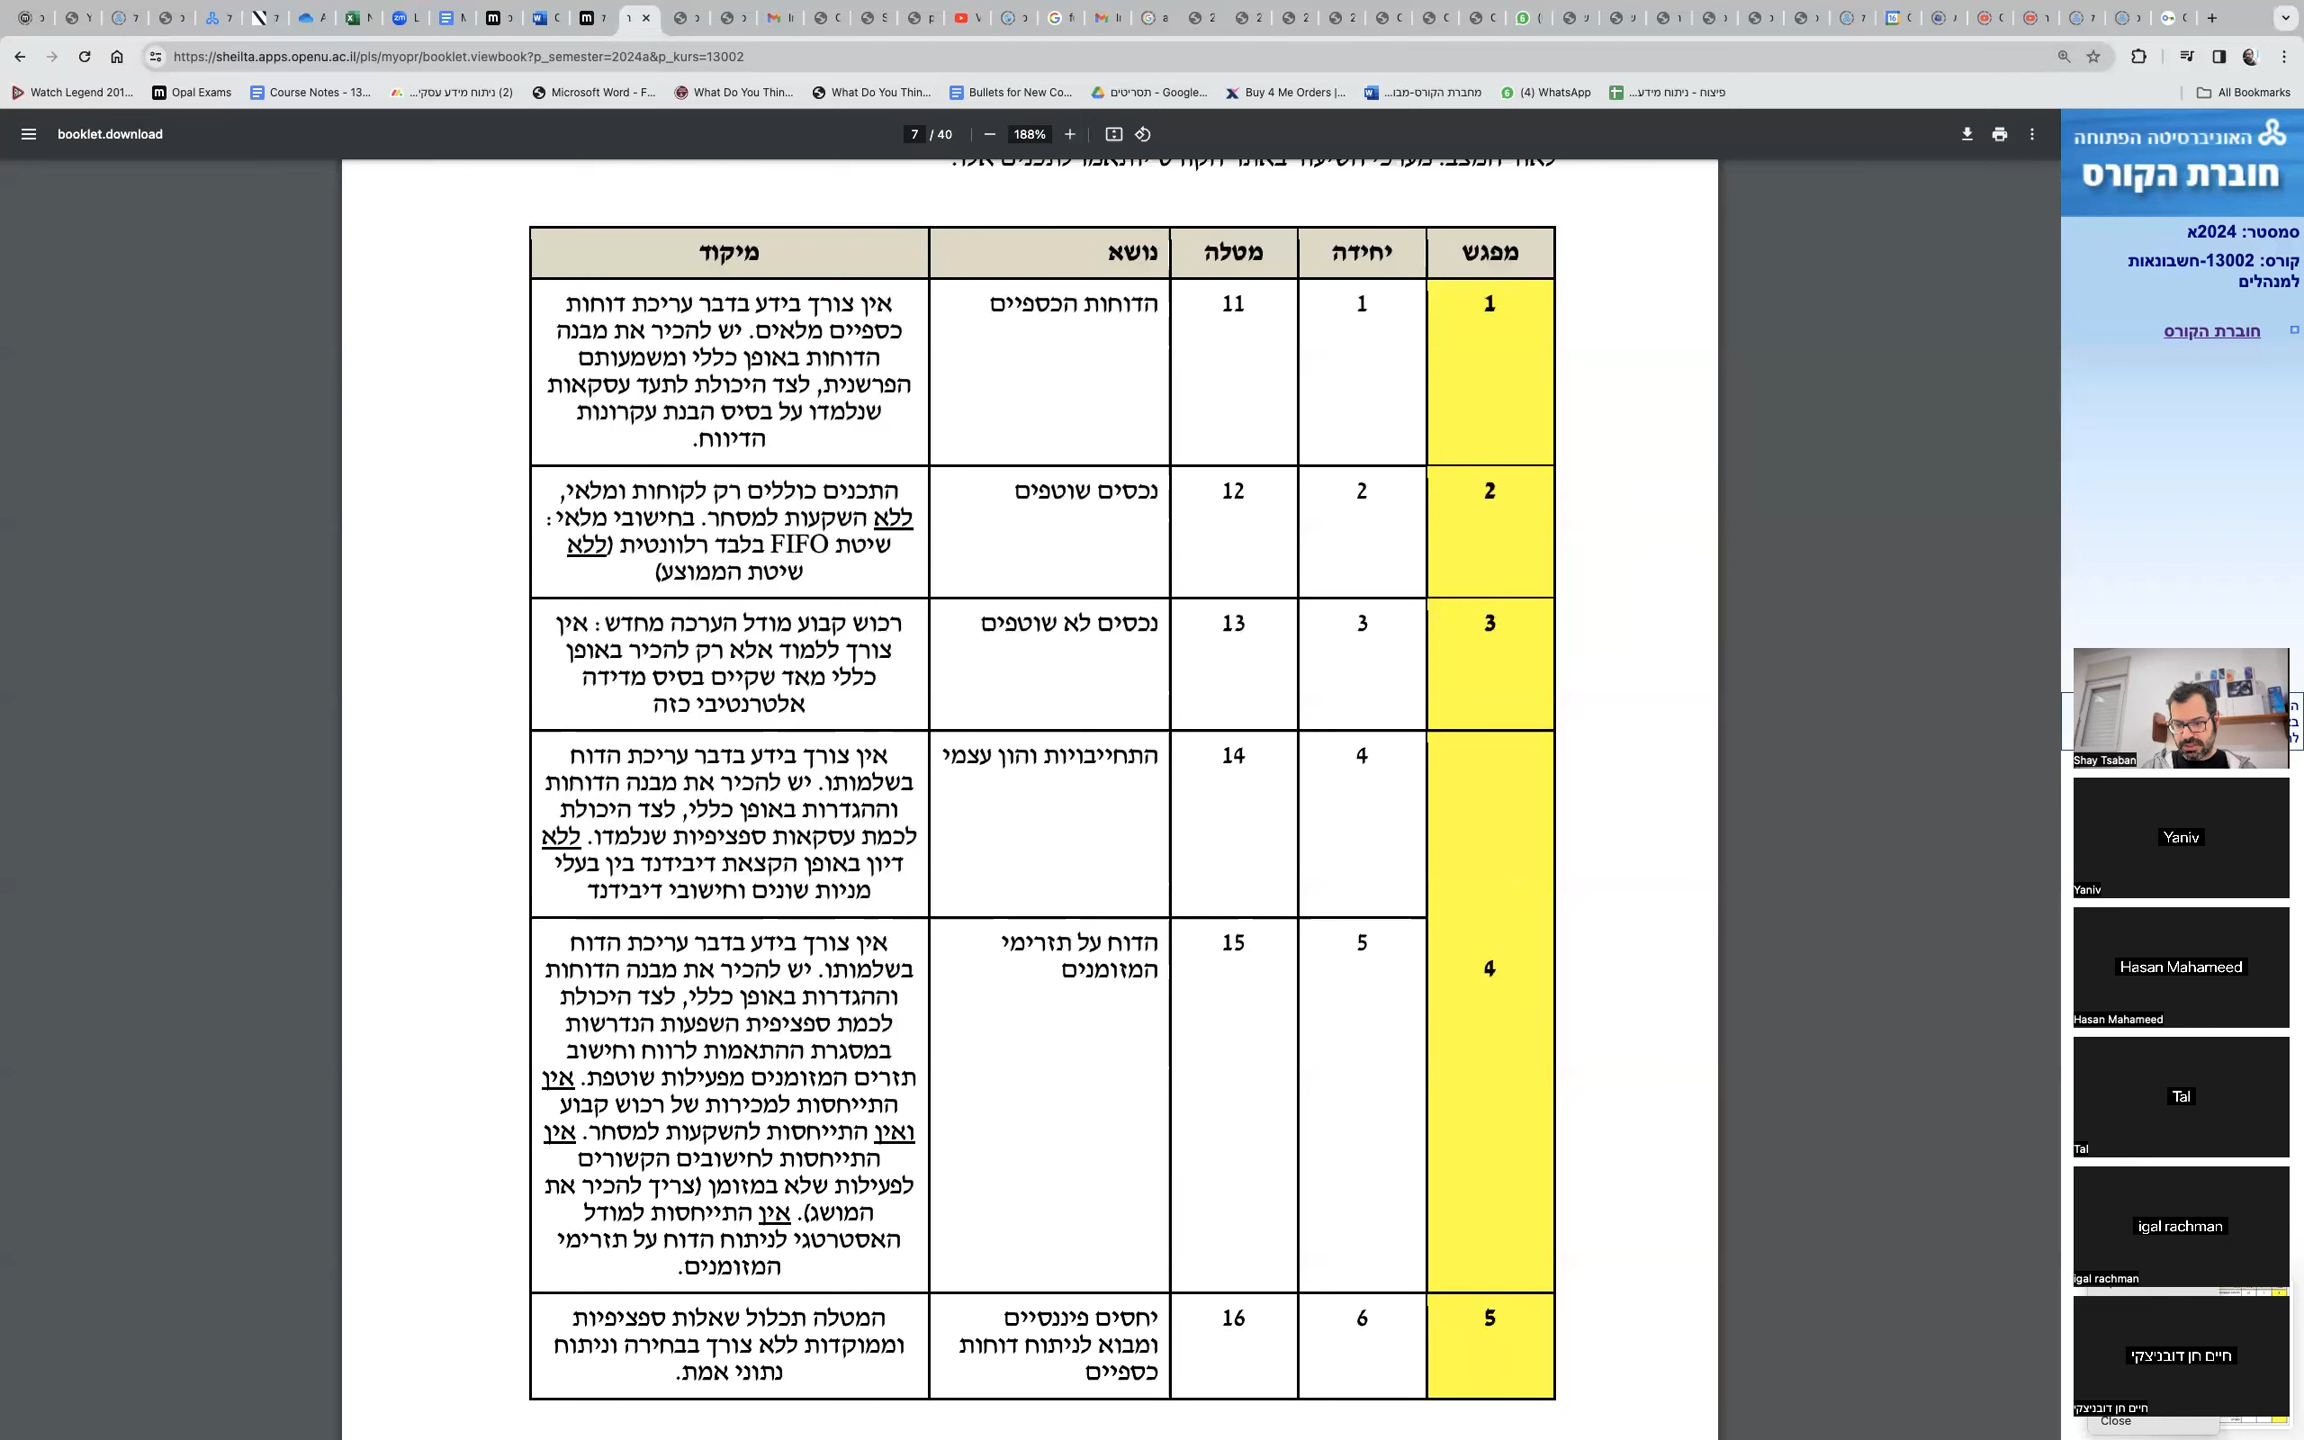 https://sheilta.apps.openu.ac.il/pls/myopr/booklet.viewbook?p_semester=2024a&p_kurs=13002
Watch Legend 201...
Opal Exams
Course Notes - 13...
(2) ניתוח מידע עסקי...
Microsoft Word - F...
What Do You Thin...
What Do You Thin...
Bullets for New Co...
תסריטים - Google...
Buy 4 Me Orders |...
מחברת הקורס-מבו...
(4) WhatsApp
פיצוח - ניתוח מידע...
All Bookmarks
booklet.download
7 / 40
188%
לאור המצב. מערכי השיעור באתר הקורס יותאמו לתכנים אלו.
מפגש יחידה מטלה נושא מיקוד
1 1 11 הדוחות הכספיים
אין צורך בידע בדבר עריכת דוחות
כספיים מלאים. יש להכיר את מבנה
הדוחות באופן כללי ומשמעותם
הפרשנית, לצד היכולת לתעד עסקאות
שנלמדו על בסיס הבנת עקרונות
הדיווח.
2 2 12 נכסים שוטפים
התכנים כוללים רק לקוחות ומלאי,
ללא השקעות למסחר. בחישובי מלאי :
שיטת FIFO בלבד רלוונטית (ללא
שיטת הממוצע)
3 3 13 נכסים לא שוטפים
רכוש קבוע מודל הערכה מחדש : אין
צורך ללמוד אלא רק להכיר באופן
כללי מאד שקיים בסיס מדידה
אלטרנטיבי כזה
4 4 14 התחייבויות והון עצמי
אין צורך בידע בדבר עריכת הדוח
בשלמותו. יש להכיר את מבנה הדוחות
וההגדרות באופן כללי, לצד היכולת
לכמת עסקאות ספציפיות שנלמדו. ללא
דיון באופן הקצאת דיבידנד בין בעלי
מניות שונים וחישובי דיבידנד
5 15 הדוח על תזרימי
המזומנים
אין צורך בידע בדבר עריכת הדוח
בשלמותו. יש להכיר את מבנה הדוחות
וההגדרות באופן כללי, לצד היכולת
לכמת ספציפית השפעות הנדרשות
במסגרת ההתאמות לרווח וחישוב
תזרים המזומנים מפעילות שוטפת. אין
התייחסות למכירות של רכוש קבוע
ואין התייחסות להשקעות למסחר. אין
התייחסות לחישובים הקשורים
לפעילות שלא במזומן (צריך להכיר את
המושג). אין התייחסות למודל
האסטרטגי לניתוח הדוח על תזרימי
המזומנים.
5 6 16 יחסים פיננסיים
ומבוא לניתוח דוחות
כספיים
המטלה תכלול שאלות ספציפיות
וממוקדות ללא צורך בבחירה וניתוח
נתוני אמת.
האוניברסיטה הפתוחה
חוברת הקורס
סמסטר: 2024א
קורס: 13002-חשבונאות
למנהלים
חוברת הקורס
Shay Tsaban
Yaniv
Yaniv
Hasan Mahameed
Hasan Mahameed
Tal
Tal
igal rachman
igal rachman
חיים חן דובניצקי
חיים חן דובניצקי
Close